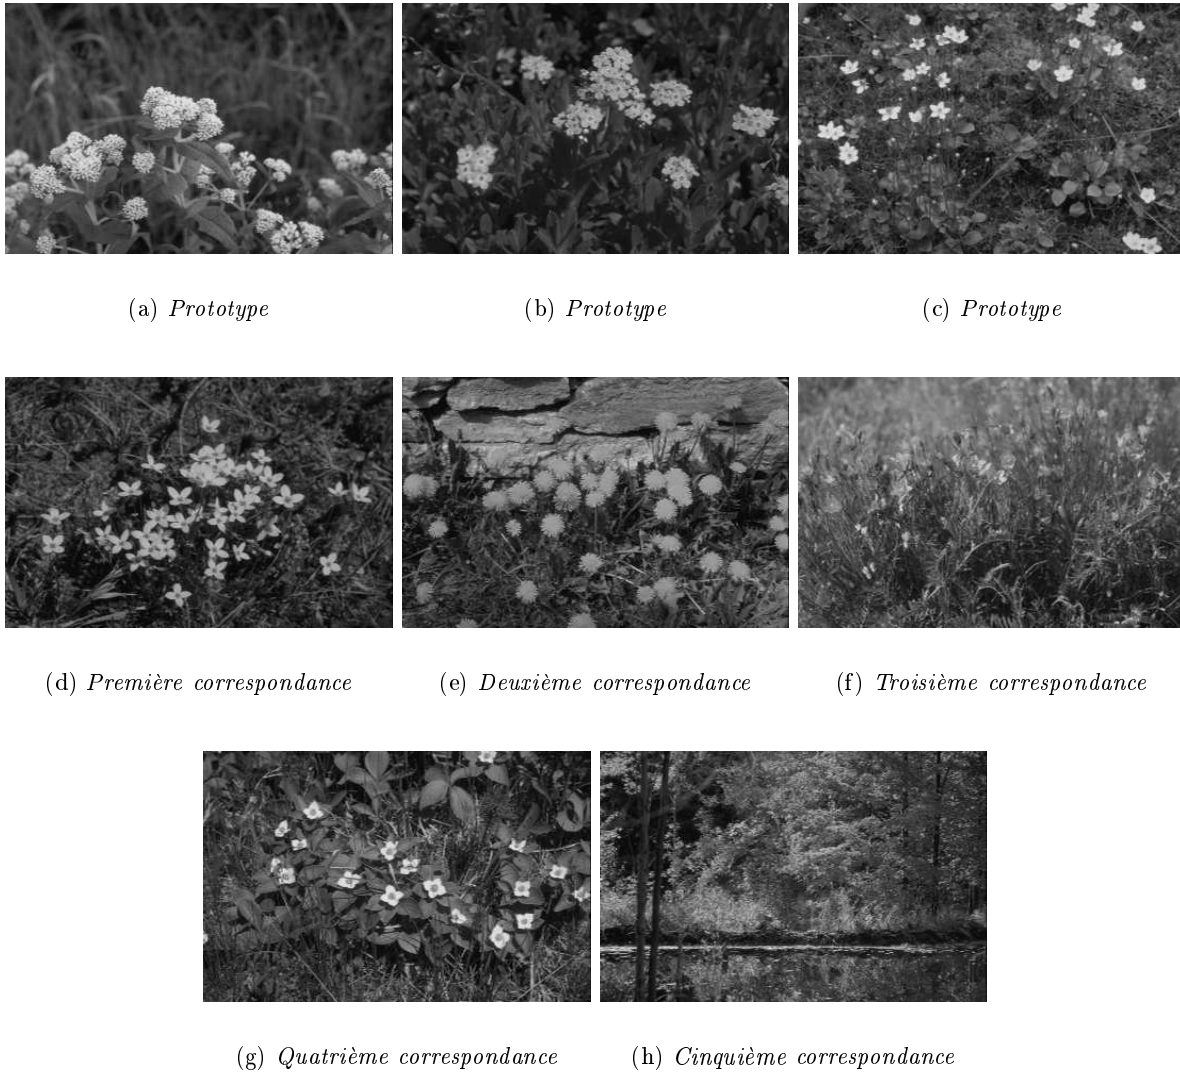 (a) Prototype
(b) Prototype
(c) Prototype
(d) Première correspondance
(e) Deuxième correspondance
(f) Troisième correspondance
(g) Quatrième correspondance
(h) Cinquième correspondance